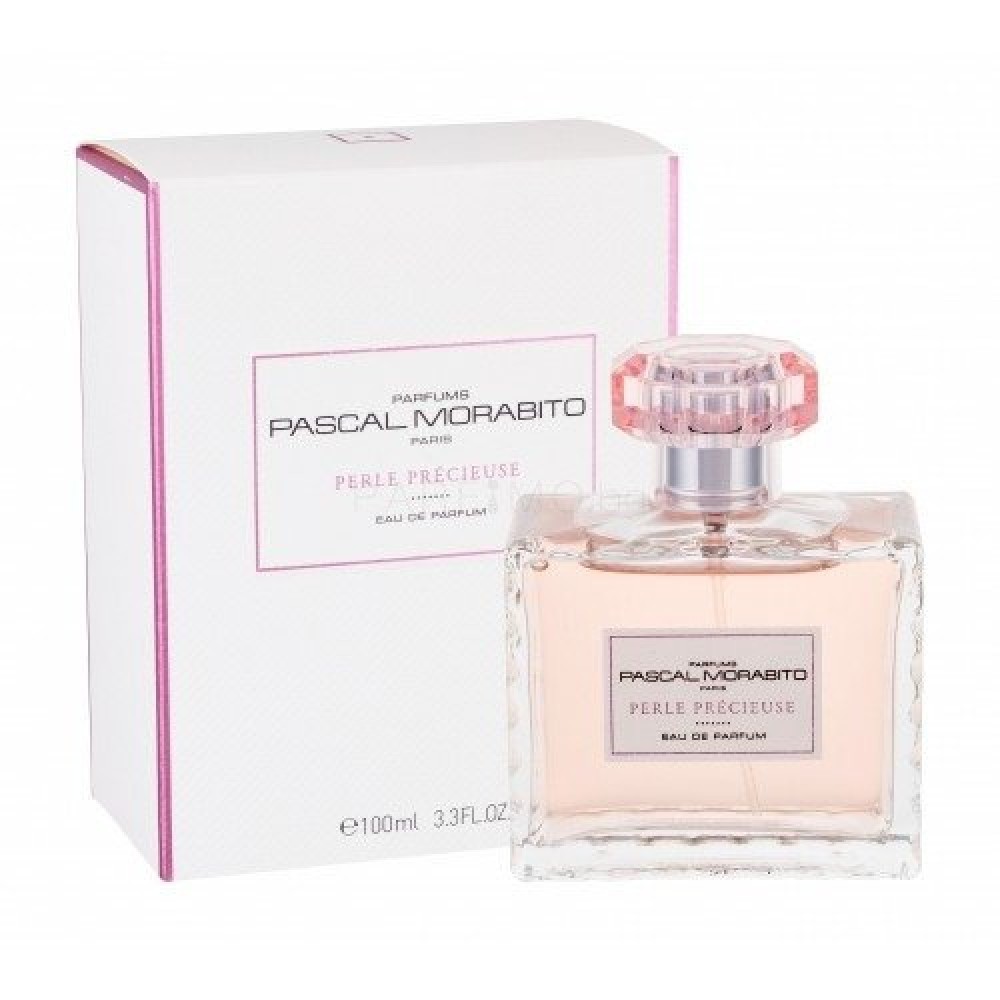 PARFUMS
PASCAL MORABITO
PARIS
PERLE PRÉCIEUSE
EAU DE PARFUM
℮100ml 3.3FL.OZ
PARFUMS
PASCAL MORABITO
PARIS
PERLE PRÉCIEUSE
EAU DE PARFUM